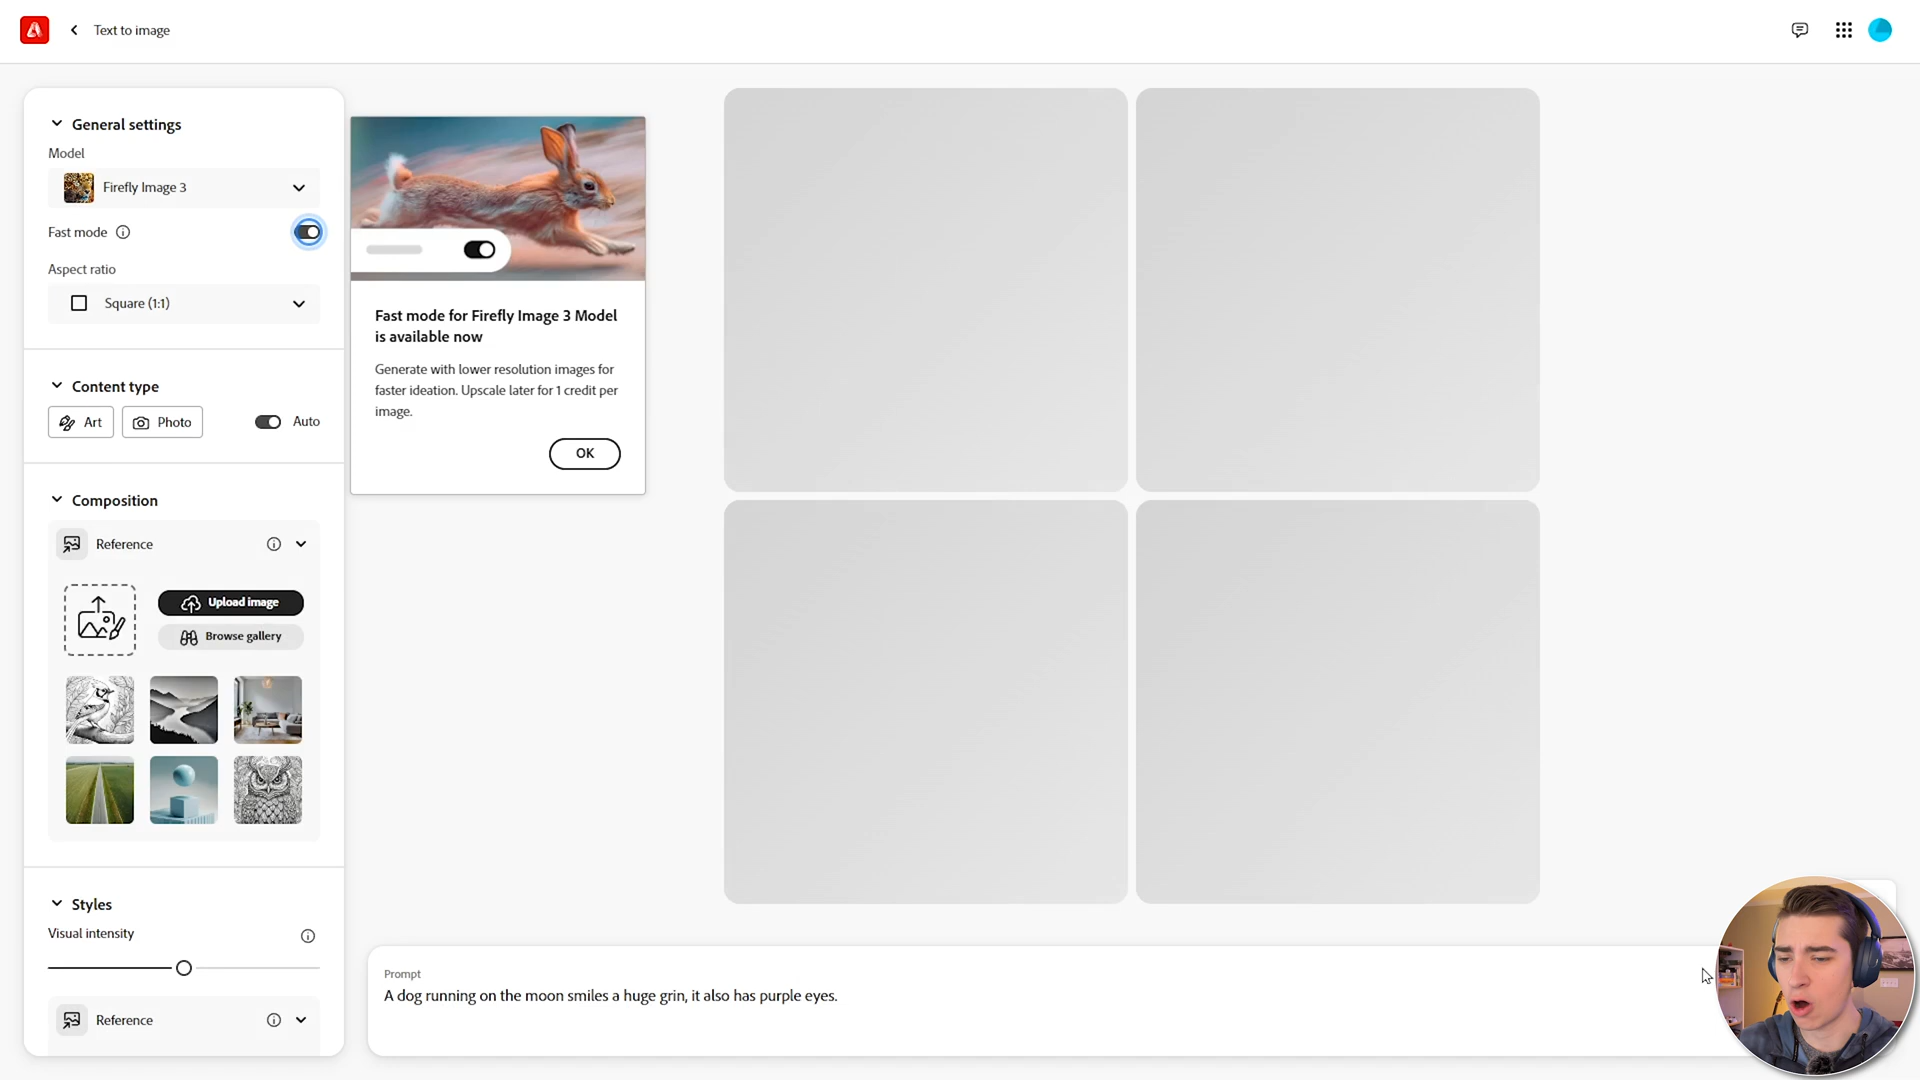 Text to image
General settings
Model
Firefly Image 3
Fast mode
Aspect ratio
Square (1:1)
Content type
Art
Photo
Auto
Composition
Reference
Upload image
Browse gallery
Styles
Visual intensity
Reference
Fast mode for Firefly Image 3 Model
is available now
Generate with lower resolution images for
faster ideation. Upscale later for 1 credit per
image.
OK
Prompt
A dog running on the moon smiles a huge grin, it also has purple eyes.